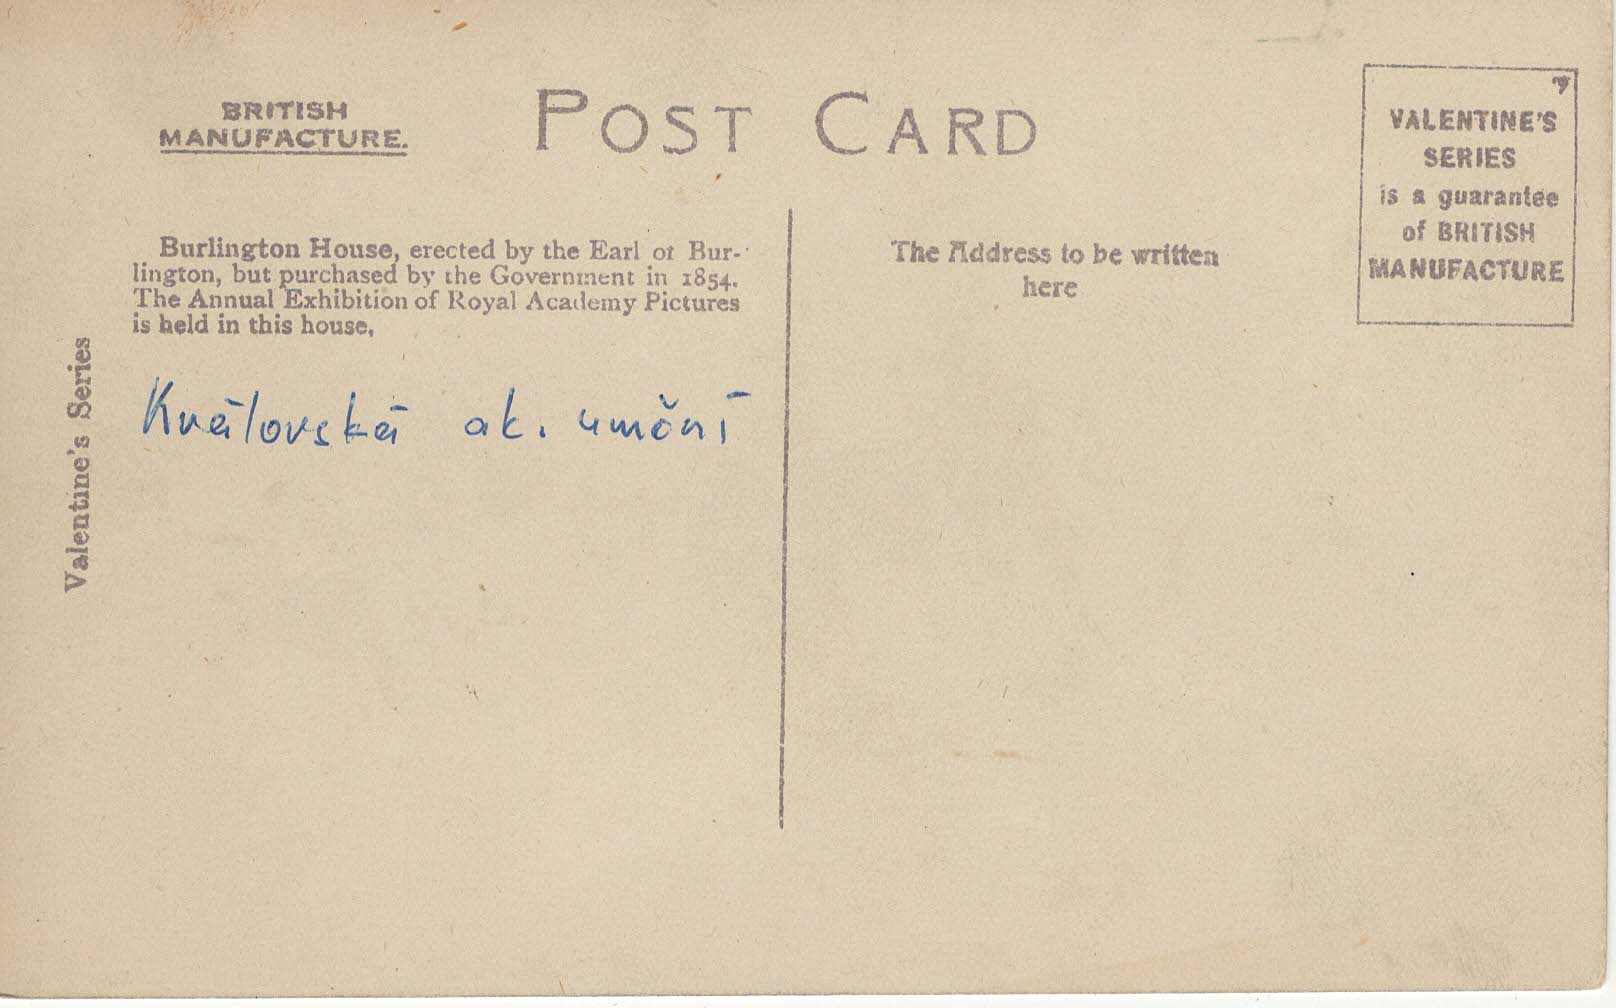 BRITISH
MANUFACTURE.
POST CARD
VALENTINE'S
SERIES
is a guarantee
of BRITISH
MANUFACTURE
Burlington House, erected by the Earl of Bur-
lington, but purchased by the Government in 1854.
The Annual Exhibition of Royal Academy Pictures
is held in this house,
The Address to be written
here
Valentine's Series
Královská ak. umění